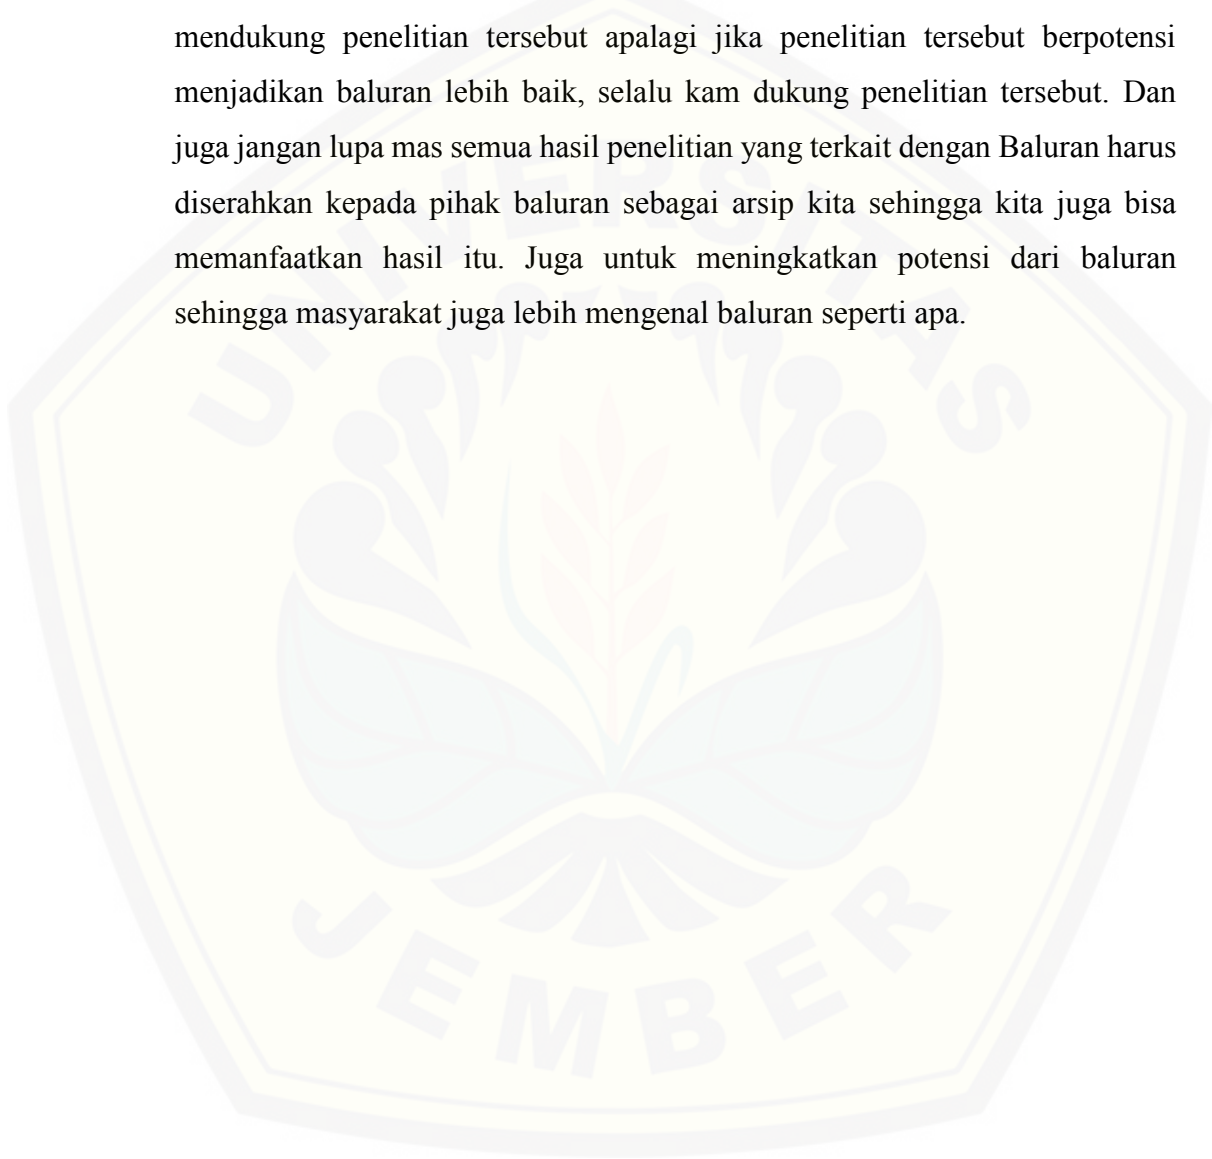 mendukung penelitian tersebut apalagi jika penelitian tersebut berpotensi
menjadikan baluran lebih baik, selalu kam dukung penelitian tersebut. Dan
juga jangan lupa mas semua hasil penelitian yang terkait dengan Baluran harus
diserahkan kepada pihak baluran sebagai arsip kita sehingga kita juga bisa
memanfaatkan hasil itu. Juga untuk meningkatkan potensi dari baluran
sehingga masyarakat juga lebih mengenal baluran seperti apa.
UNIVERSITAS
JEMBER